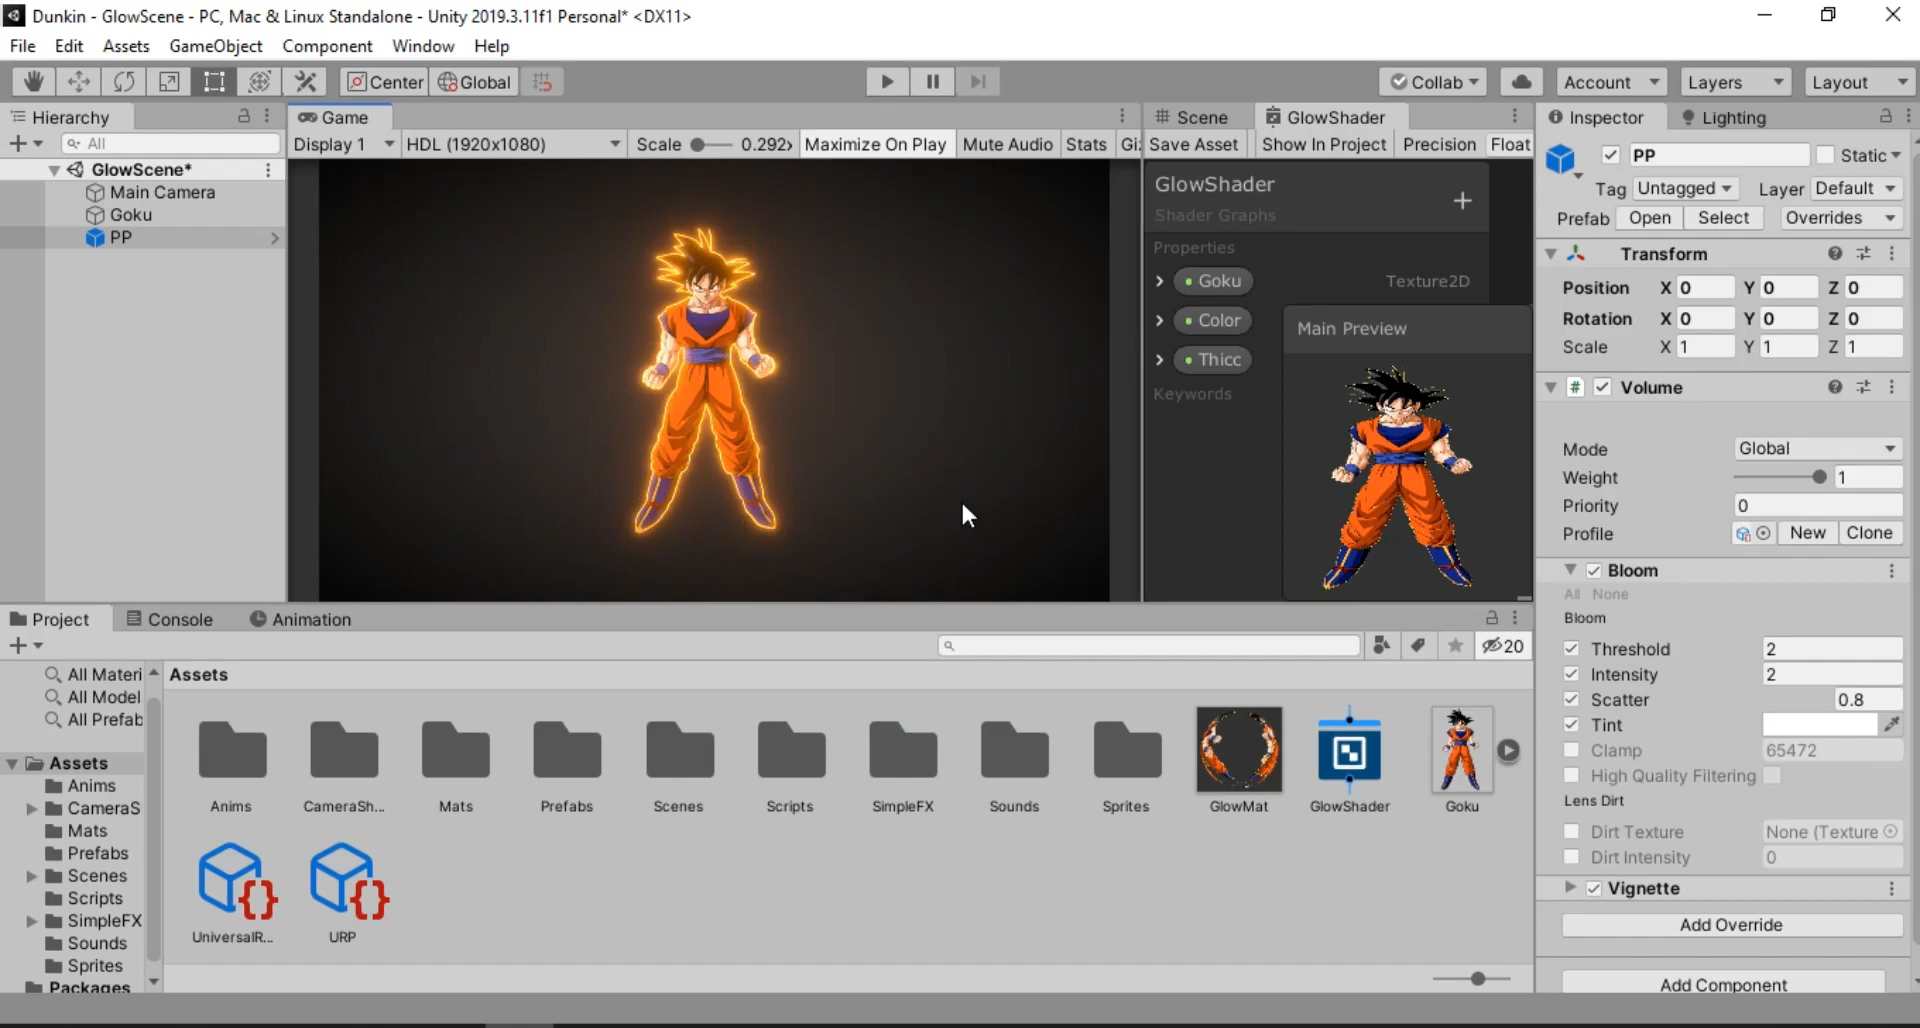 Dunkin - GlowScene - PC, Mac & Linux Standalone - Unity 2019.3.11f1 Personal* <DX11>
File Edit Assets GameObject Component Window Help
Center Global Collab Account Layers Layout
Hierarchy
All
GlowScene*
Main Camera
Goku
PP
Game
Display 1 HDL (1920x1080) Scale 0.292x Maximize On Play Mute Audio Stats Gi
Scene GlowShader
Save Asset Show In Project Precision Float
GlowShader
Shader Graphs
Properties
Goku Texture2D
Color
Thicc
Keywords
Main Preview
Inspector Lighting
PP Static
Tag Untagged Layer Default
Prefab Open Select Overrides
Transform
Position X 0 Y 0 Z 0
Rotation X 0 Y 0 Z 0
Scale X 1 Y 1 Z 1
# Volume
Mode Global
Weight 1
Priority 0
Profile New Clone
Bloom
All None
Bloom
Threshold 2
Intensity 2
Scatter 0.8
Tint
Clamp 65472
High Quality Filtering
Lens Dirt
Dirt Texture None (Texture
Dirt Intensity 0
Vignette
Add Override
Add Component
Project Console Animation
20
All Materi
All Model
All Prefab
Assets
Anims
CameraS
Mats
Prefabs
Scenes
Scripts
SimpleFX
Sounds
Sprites
Packages
Assets
Anims CameraSh... Mats Prefabs Scenes Scripts SimpleFX Sounds Sprites GlowMat GlowShader Goku
UniversalR... URP